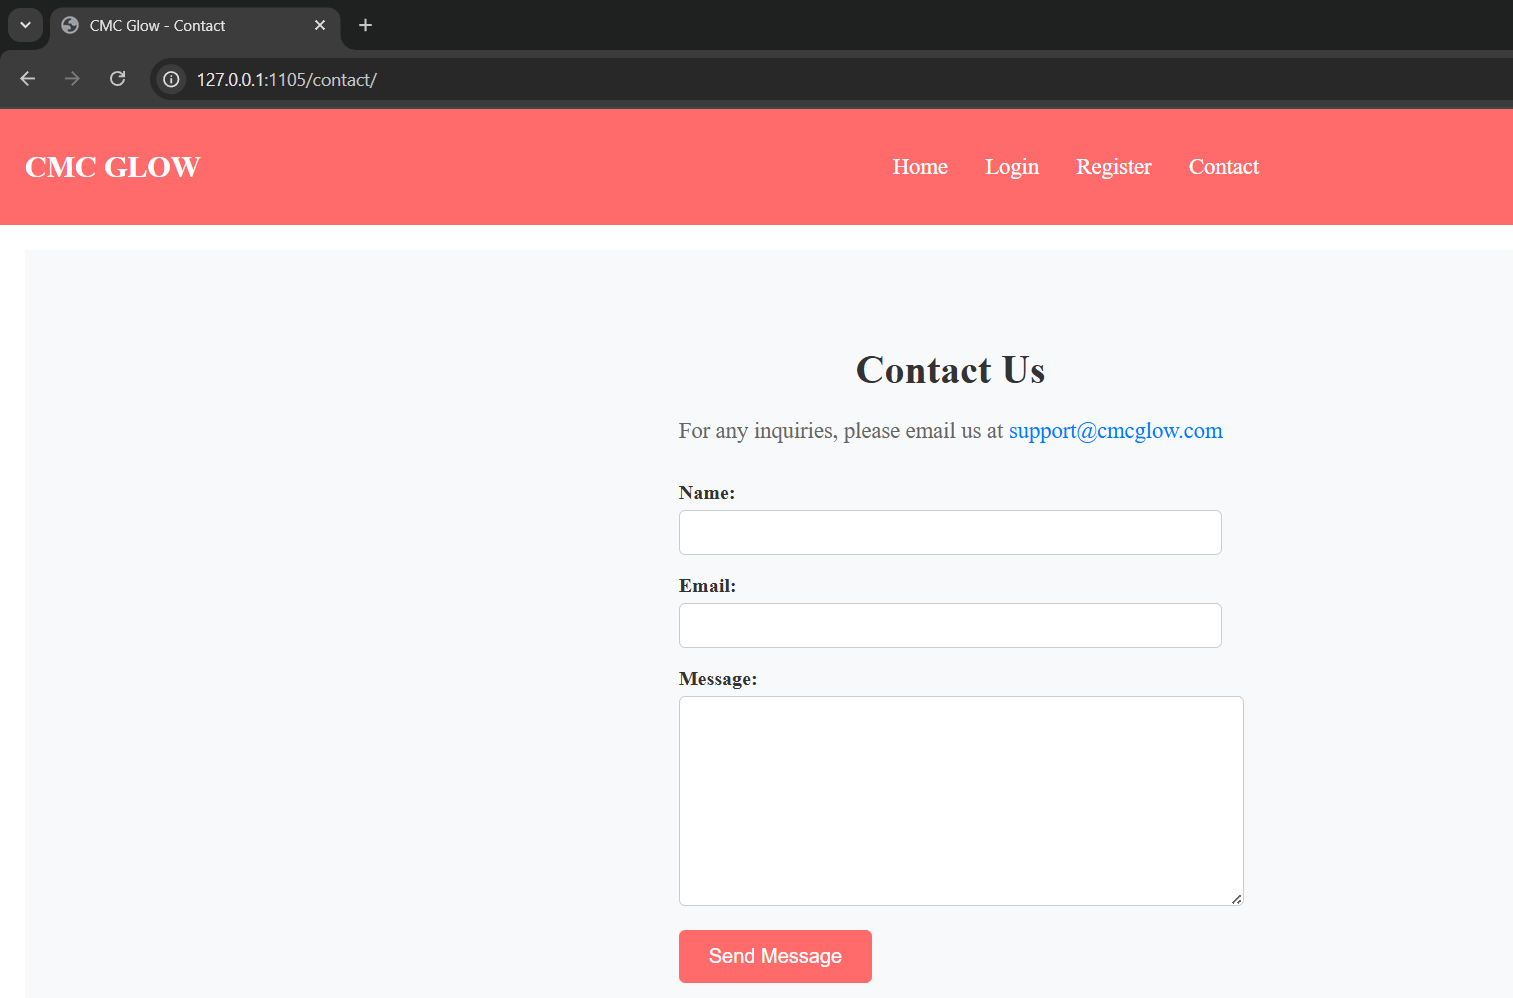 CMC Glow - Contact
127.0.0.1:1105/contact/
CMC GLOW
Home Login Register Contact
Contact Us
For any inquiries, please email us at support@cmcglow.com
Name:
Email:
Message:
Send Message